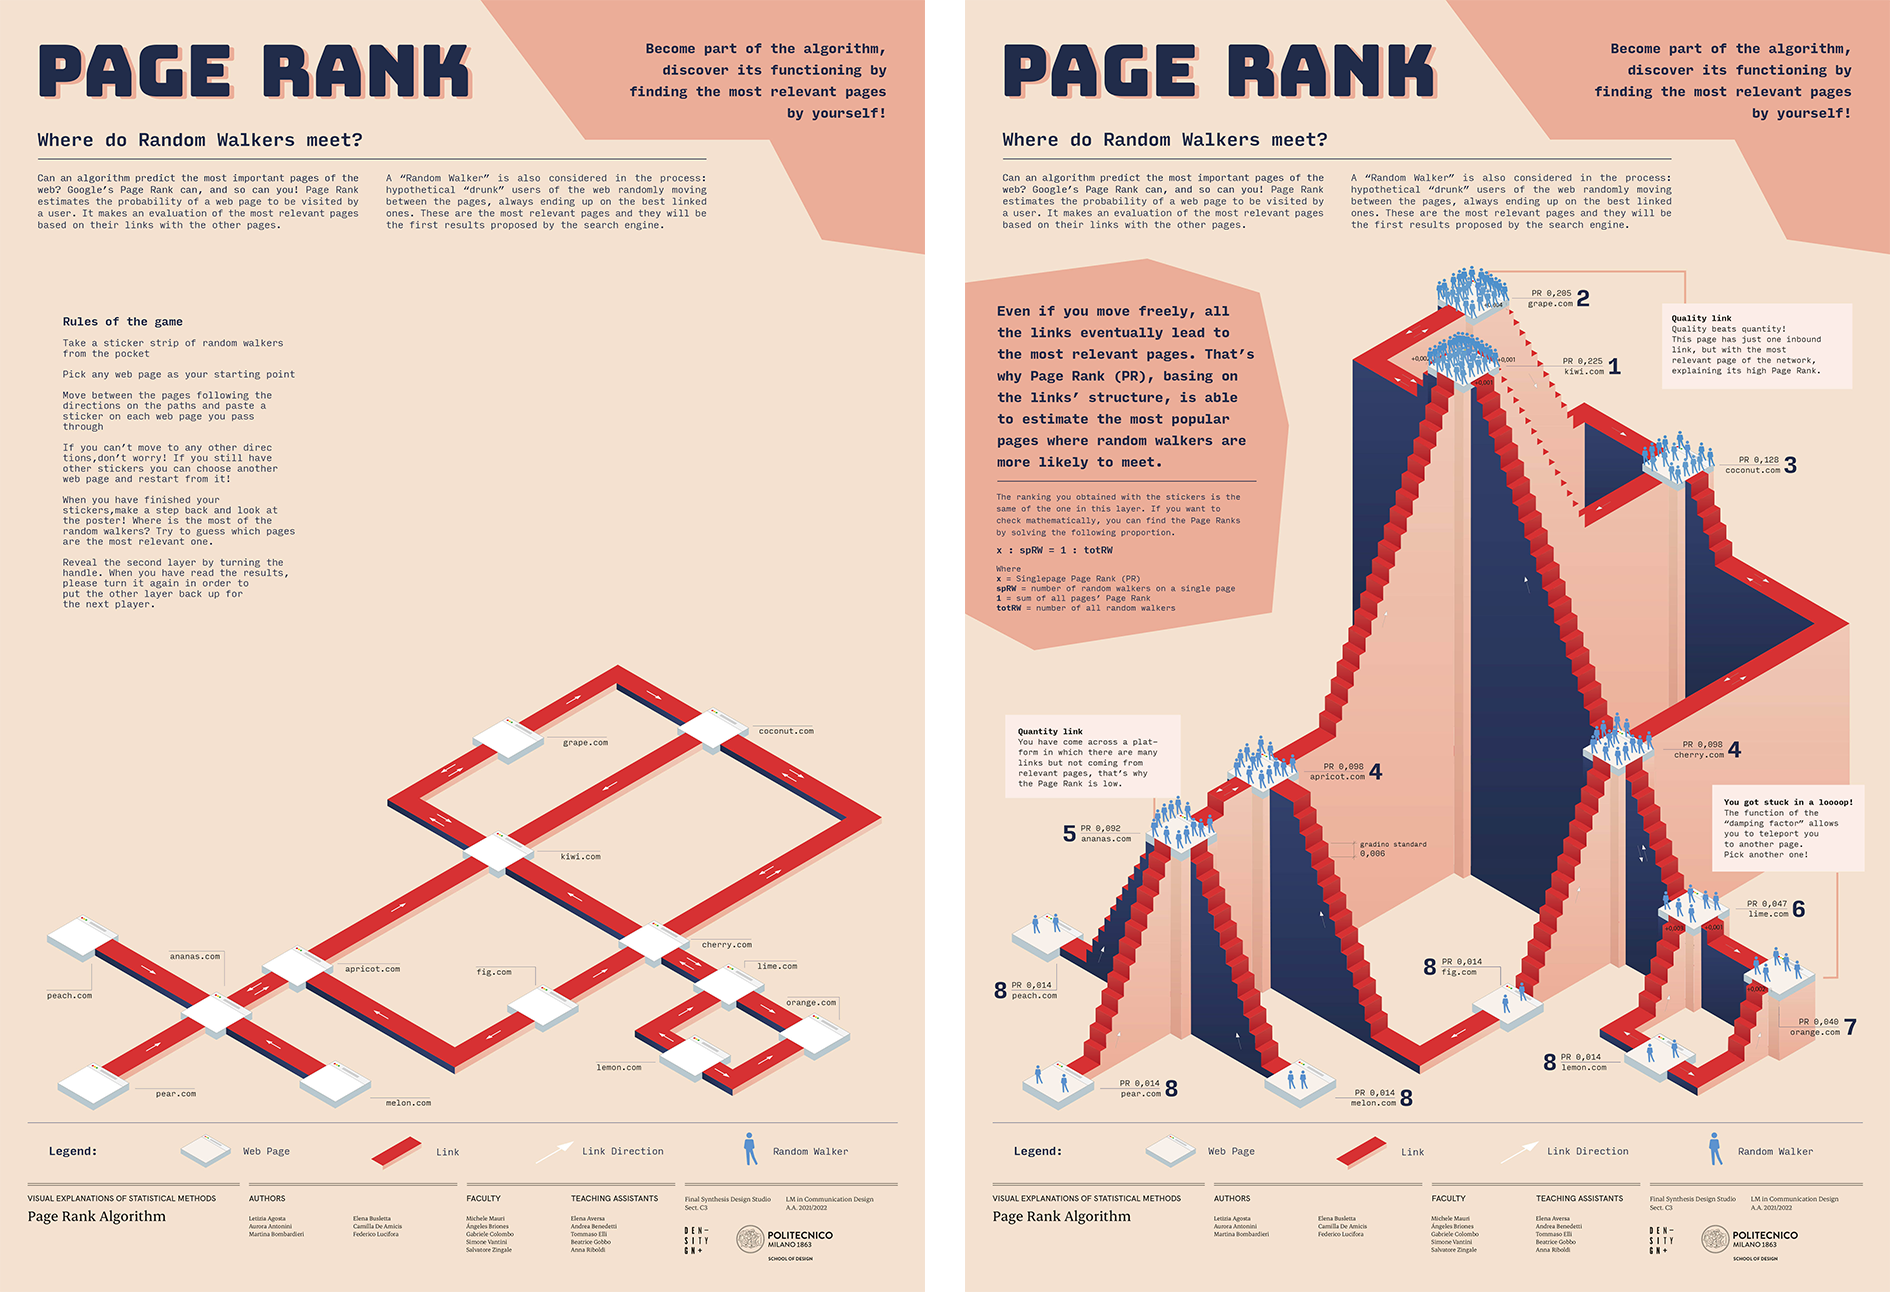 PAGE RANK
Become part of the algorithm,
discover its functioning by
finding the most relevant pages
by yourself!
Where do Random Walkers meet?
Can an algorithm predict the most important pages of the
web? Google's Page Rank can, and so can you! Page Rank
estimates the probability of a web page to be visited by
a user. It makes an evaluation of the most relevant pages
based on their links with the other pages.
A “Random Walker” is also considered in the process:
hypothetical “drunk” users of the web randomly moving
between the pages, always ending up on the best linked
ones. These are the most relevant pages and they will be
the first results proposed by the search engine.
Rules of the game
Take a sticker strip of random walkers
from the pocket
Pick any web page as your starting point
Move between the pages following the
directions on the paths and paste a
sticker on each web page you pass
through
If you can't move to any other direc
tions,don't worry! If you still have
other stickers you can choose another
web page and restart from it!
When you have finished your
stickers,make a step back and look at
the poster! Where is the most of the
random walkers? Try to guess which pages
are the most relevant one.
Reveal the second layer by turning the
handle. When you have read the results,
please turn it again in order to
put the other layer back up for
the next player.
grape.com
coconut.com
kiwi.com
cherry.com
ananas.com
apricot.com
fig.com
lime.com
peach.com
orange.com
lemon.com
pear.com
melon.com
Legend:
Web Page
Link
Link Direction
Random Walker
VISUAL EXPLANATIONS OF STATISTICAL METHODS
Page Rank Algorithm
AUTHORS
Letizia Agosta
Aurora Antonini
Martina Bombardieri
Elena Busletta
Camilla De Amicis
Federico Lucifora
FACULTY
Michele Mauri
Ángeles Briones
Gabriele Colombo
Simone Vantini
Salvatore Zingale
TEACHING ASSISTANTS
Elena Aversa
Andrea Benedetti
Tommaso Elli
Beatrice Gobbo
Anna Riboldi
Final Synthesis Design Studio
Sect. C3
LM in Communication Design
A.A. 2021/2022
DEN—
SITY
GN+
POLITECNICO
MILANO 1863
SCHOOL OF DESIGN
PAGE RANK
Become part of the algorithm,
discover its functioning by
finding the most relevant pages
by yourself!
Where do Random Walkers meet?
Can an algorithm predict the most important pages of the
web? Google's Page Rank can, and so can you! Page Rank
estimates the probability of a web page to be visited by
a user. It makes an evaluation of the most relevant pages
based on their links with the other pages.
A “Random Walker” is also considered in the process:
hypothetical “drunk” users of the web randomly moving
between the pages, always ending up on the best linked
ones. These are the most relevant pages and they will be
the first results proposed by the search engine.
Even if you move freely, all
the links eventually lead to
the most relevant pages. That's
why Page Rank (PR), basing on
the links' structure, is able
to estimate the most popular
pages where random walkers are
more likely to meet.
The ranking you obtained with the stickers is the
same of the one in this layer. If you want to
check mathematically, you can find the Page Ranks
by solving the following proportion.
x : spRW = 1 : totRW
Where
x = Singlepage Page Rank (PR)
spRW = number of random walkers on a single page
1 = sum of all pages' Page Rank
totRW = number of all random walkers
+0,004
PR 0,205
grape.com
2
+0,001
+0,001
PR 0,225
kiwi.com
1
Quality link
Quality beats quantity!
This page has just one inbound
link, but with the most
relevant page of the network,
explaining its high Page Rank.
PR 0,128
coconut.com
3
Quantity link
You have come across a plat-
form in which there are many
links but not coming from
relevant pages, that's why
the Page Rank is low.
PR 0,098
apricot.com
4
PR 0,098
cherry.com
4
5
PR 0,092
ananas.com
gradino standard
0,006
You got stuck in a loooop!
The function of the
“damping factor” allows
you to teleport you
to another page.
Pick another one!
PR 0,047
lime.com
6
+0,001
8
PR 0,014
peach.com
8
PR 0,014
fig.com
PR 0,040
orange.com
7
8
PR 0,014
lemon.com
PR 0,014
pear.com
8
PR 0,014
melon.com
8
Legend:
Web Page
Link
Link Direction
Random Walker
VISUAL EXPLANATIONS OF STATISTICAL METHODS
Page Rank Algorithm
AUTHORS
Letizia Agosta
Aurora Antonini
Martina Bombardieri
Elena Busletta
Camilla De Amicis
Federico Lucifora
FACULTY
Michele Mauri
Ángeles Briones
Gabriele Colombo
Simone Vantini
Salvatore Zingale
TEACHING ASSISTANTS
Elena Aversa
Andrea Benedetti
Tommaso Elli
Beatrice Gobbo
Anna Riboldi
Final Synthesis Design Studio
Sect. C3
LM in Communication Design
A.A. 2021/2022
DEN—
SITY
GN+
POLITECNICO
MILANO 1863
SCHOOL OF DESIGN